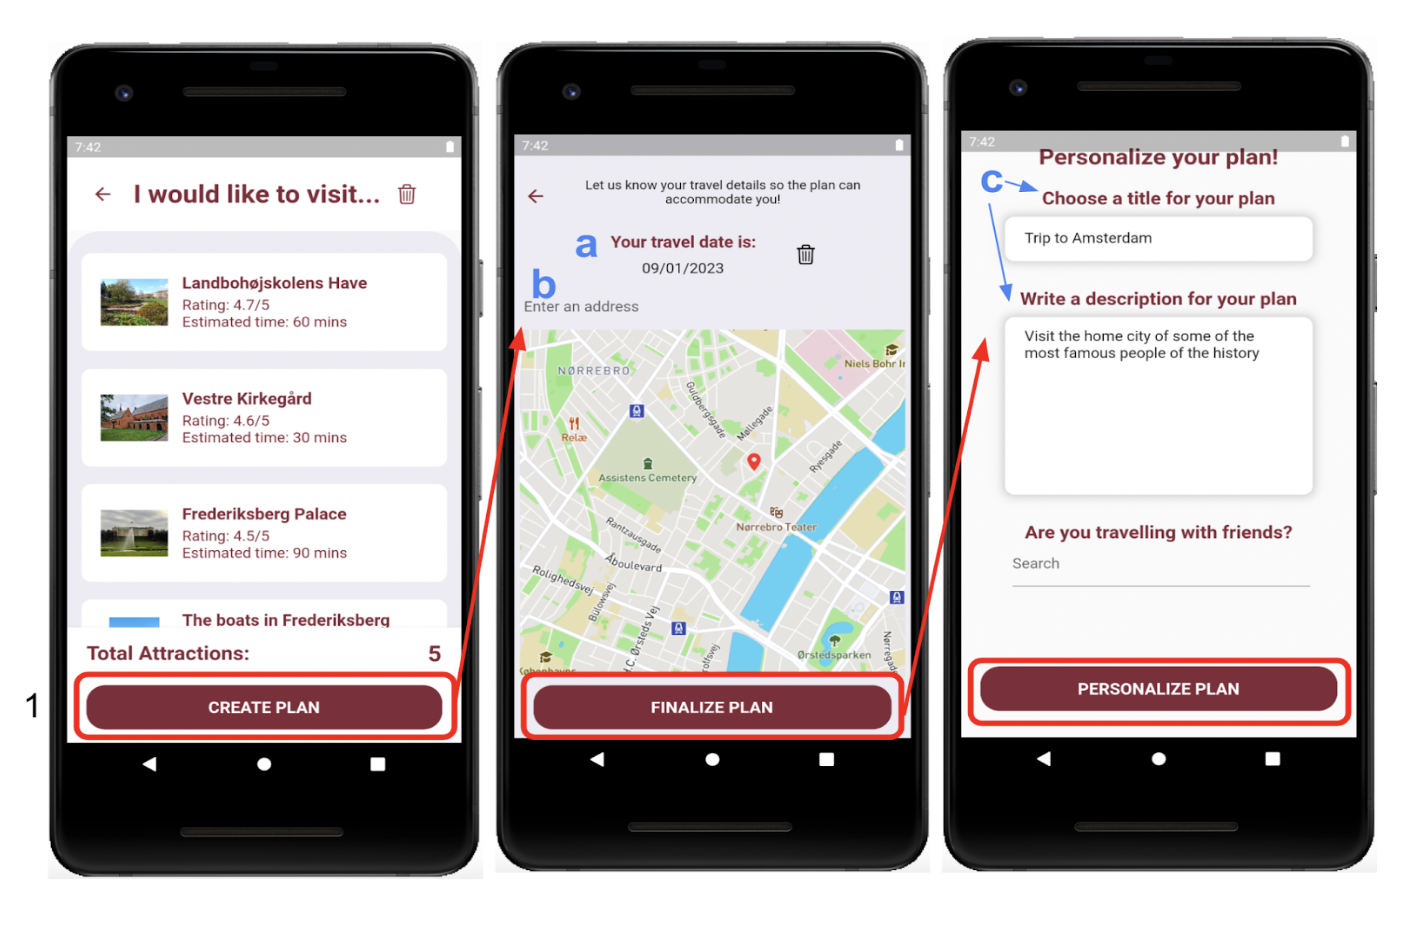 7:42
I would like to visit...
Landbohøjskolens Have
Rating: 4.7/5
Estimated time: 60 mins
Vestre Kirkegård
Rating: 4.6/5
Estimated time: 30 mins
Frederiksberg Palace
Rating: 4.5/5
Estimated time: 90 mins
The boats in Frederiksberg
Total Attractions: 5
1
CREATE PLAN
7:42
Let us know your travel details so the plan can
accommodate you!
a
Your travel date is:
09/01/2023
b
Enter an address
NØRREBRO
Niels Bohr
Guldbergsgade
Møllegade
Relæ
Ryesgade
Assistens Cemetery
Rantzausgade
Nørrebro Teater
Åboulevard
Rolighedsvej
Bülowsvej
H.C. Ørsteds Vej
Ørstedsparken
Nørregade
FINALIZE PLAN
7:42
Personalize your plan!
c
Choose a title for your plan
Trip to Amsterdam
Write a description for your plan
Visit the home city of some of the
most famous people of the history
Are you travelling with friends?
Search
PERSONALIZE PLAN